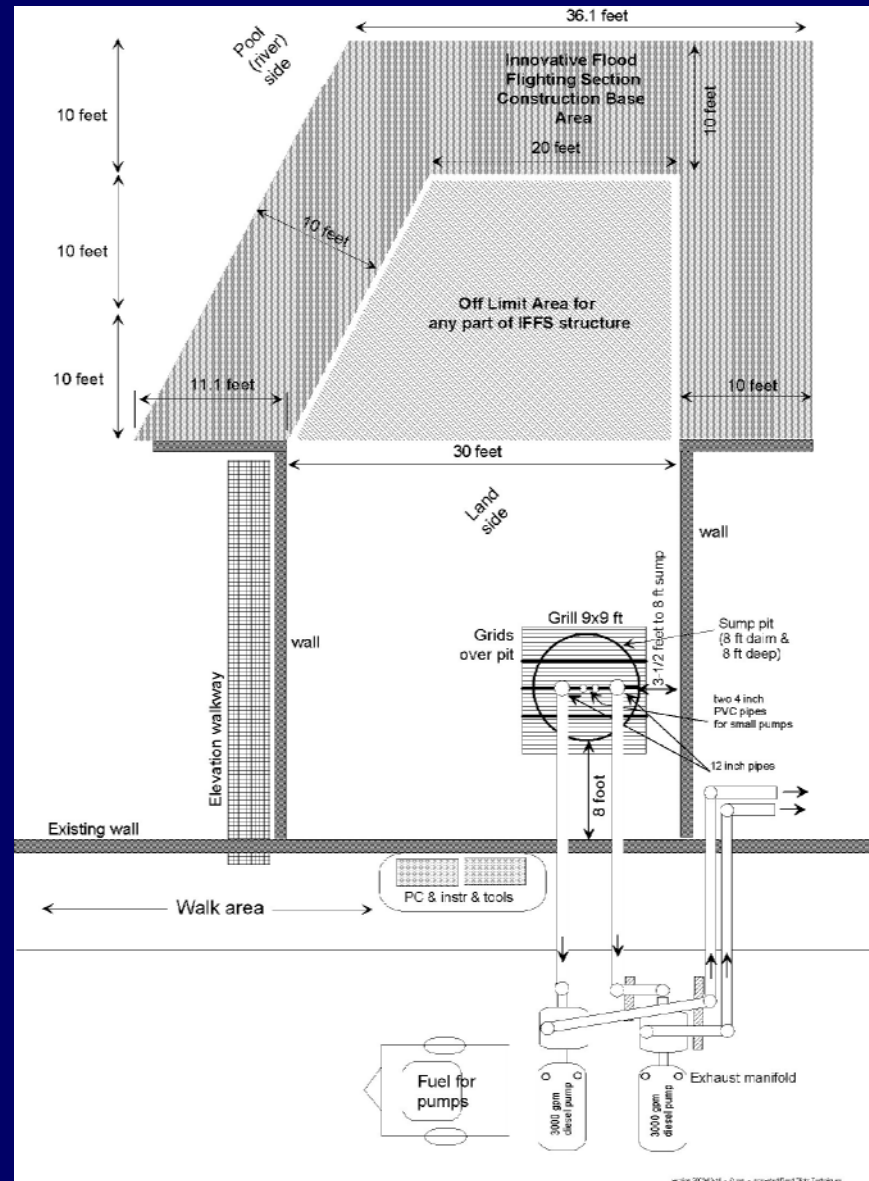 36.1 feet
Pool
(river)
side
Innovative Flood
Flighting Section
Construction Base
Area
10 feet
10 feet
20 feet
10 feet
10 feet
Off Limit Area for
any part of IFFS structure
10 feet
11.1 feet
10 feet
30 feet
Land
side
wall
wall
Grill 9x9 ft
Grids
over pit
3-1/2 feet to 8 ft sump
Sump pit
(8 ft daim &
8 ft deep)
two 4 inch
PVC pipes
for small pumps
12 inch pipes
Elevation walkway
8 foot
Existing wall
PC & instr & tools
Walk area
Fuel for
pumps
3000 gpm
diesel pump
3000 gpm
diesel pump
Exhaust manifold